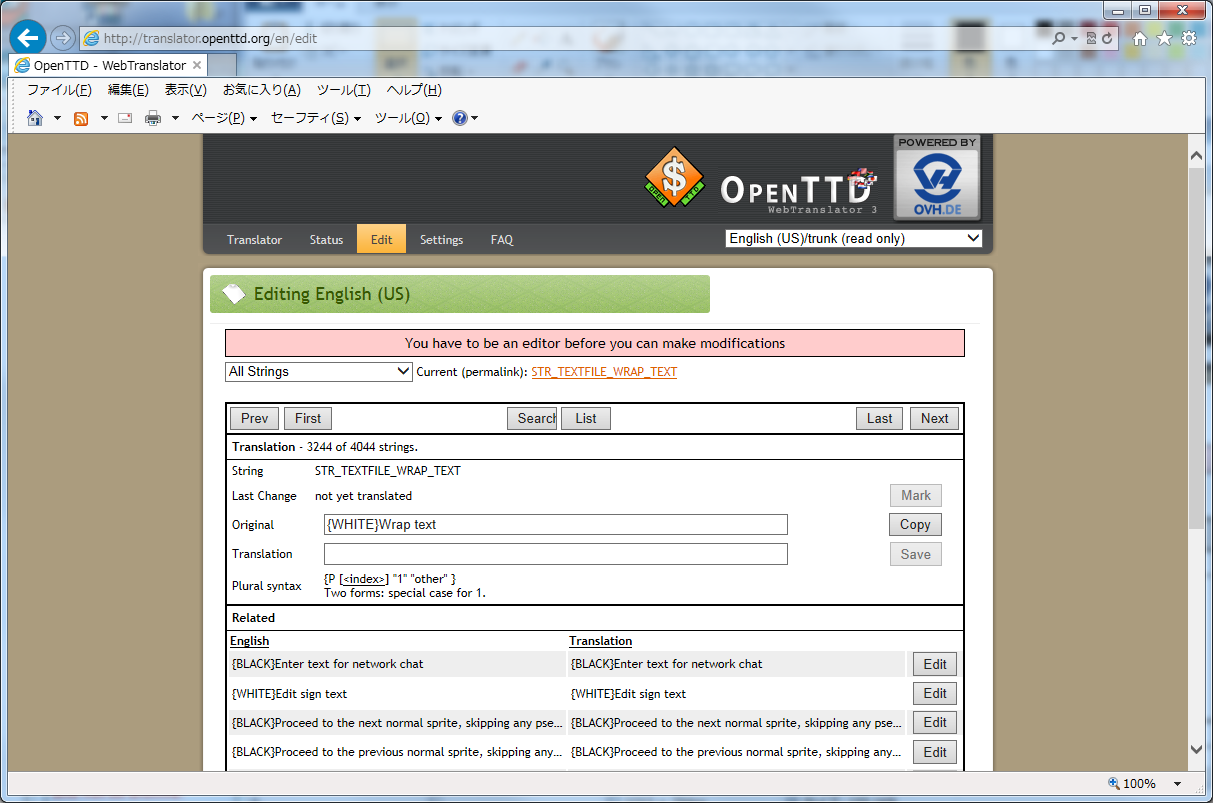 http://translator.openttd.org/en/edit
OpenTTD - WebTranslator
ファイル(F) 編集(E) 表示(V) お気に入り(A) ツール(T) ヘルプ(H)
ページ(P) セーフティ(S) ツール(O)
POWERED BY
OVH.DE
$
OPEN TTD
OPENTTD
WebTranslator 3
Translator Status Edit Settings FAQ
English (US)/trunk (read only)
Editing English (US)
You have to be an editor before you can make modifications
All Strings Current (permalink): STR_TEXTFILE_WRAP_TEXT
Prev First Search List Last Next
Translation - 3244 of 4044 strings.
String STR_TEXTFILE_WRAP_TEXT
Last Change not yet translated Mark
Original {WHITE}Wrap text Copy
Translation Save
Plural syntax {P [<index>] "1" "other" }
Two forms: special case for 1.
Related
English Translation
{BLACK}Enter text for network chat {BLACK}Enter text for network chat Edit
{WHITE}Edit sign text {WHITE}Edit sign text Edit
{BLACK}Proceed to the next normal sprite, skipping any pse... {BLACK}Proceed to the next normal sprite, skipping any pse... Edit
{BLACK}Proceed to the previous normal sprite, skipping any... {BLACK}Proceed to the previous normal sprite, skipping any... Edit
100%